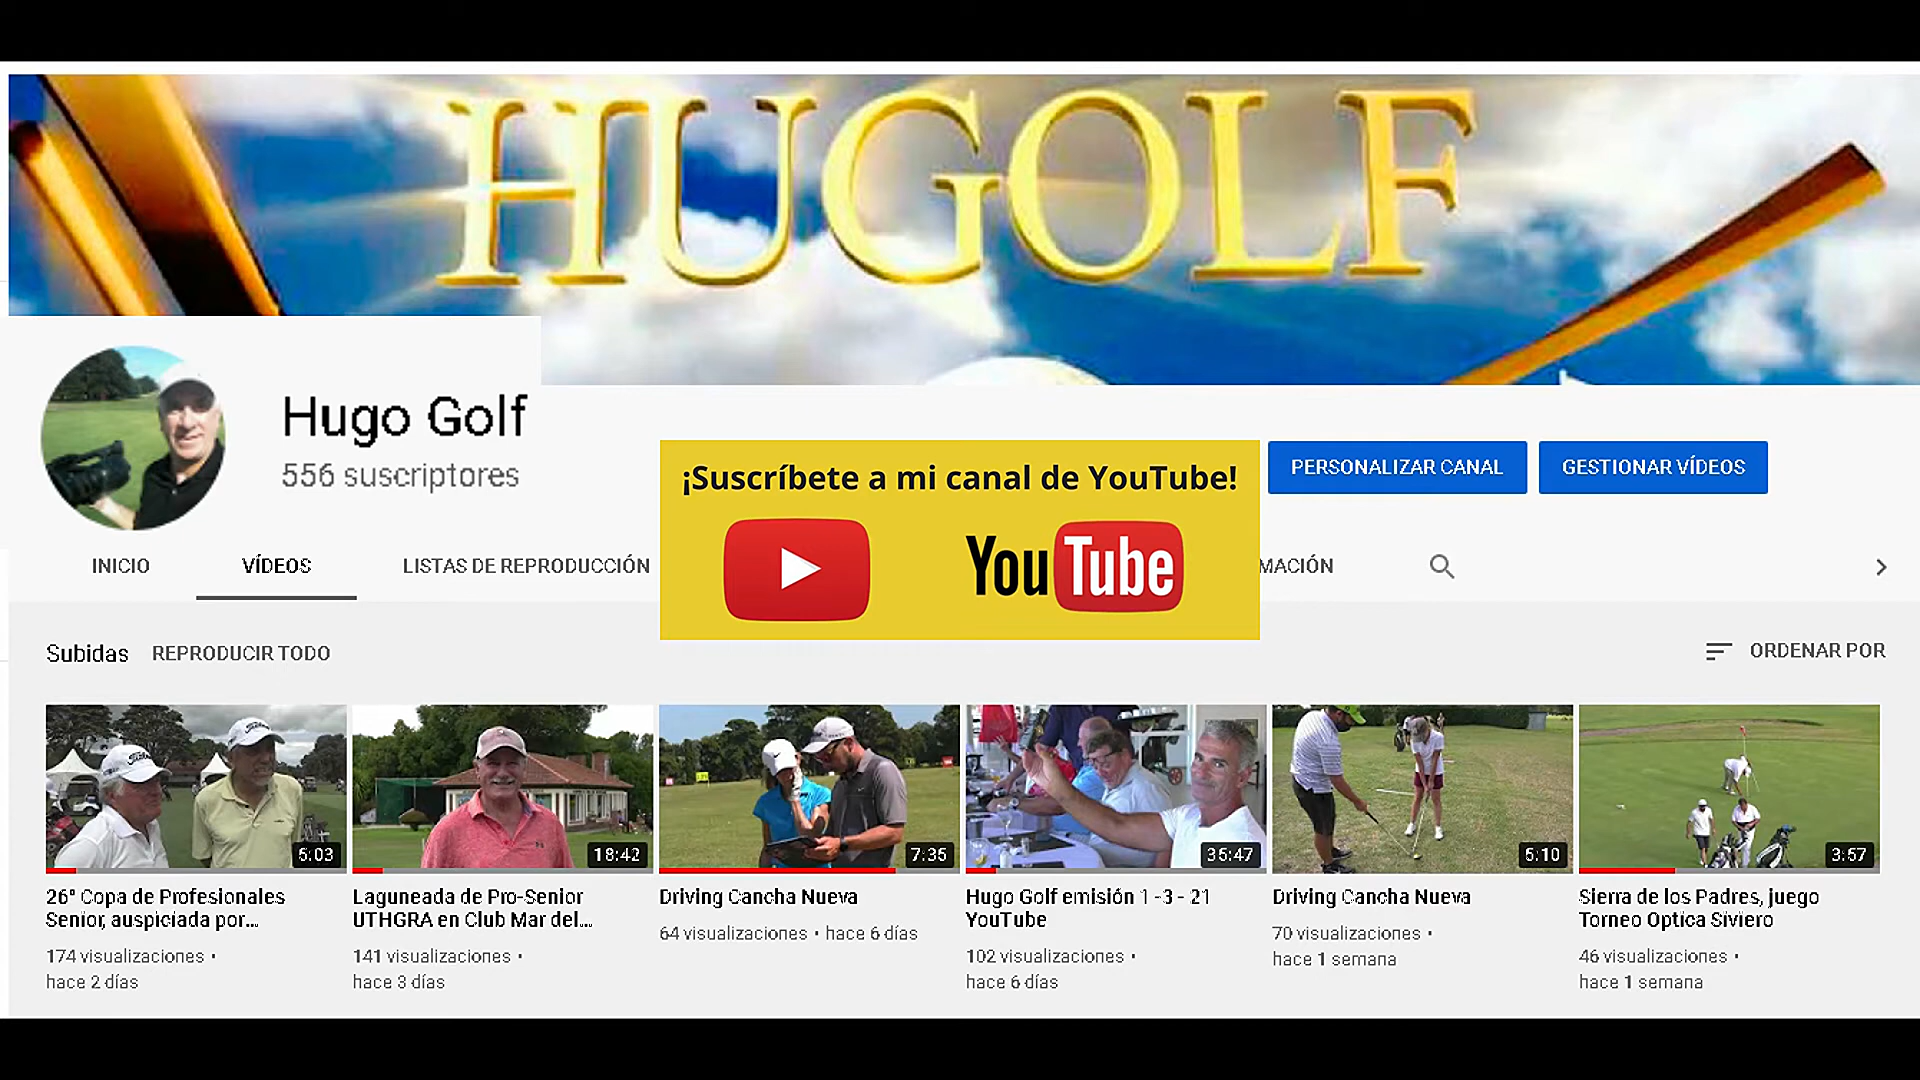 HUGOLF
Hugo Golf
556 suscriptores
¡Suscríbete a mi canal de YouTube!
YouTube
PERSONALIZAR CANAL
GESTIONAR VÍDEOS
INICIO
VÍDEOS
LISTAS DE REPRODUCCIÓN
MACIÓN
Subidas
REPRODUCIR TODO
ORDENAR POR
5:03
18:42
7:35
35:47
5:10
3:57
26º Copa de Profesionales
Senior, auspiciada por...
174 visualizaciones •
hace 2 días
Laguneada de Pro-Senior
UTHGRA en Club Mar del...
141 visualizaciones •
hace 3 días
Driving Cancha Nueva
64 visualizaciones • hace 6 días
Hugo Golf emisión 1 -3 - 21
YouTube
102 visualizaciones •
hace 6 días
Driving Cancha Nueva
70 visualizaciones •
hace 1 semana
Sierra de los Padres, juego
Torneo Optica Siviero
46 visualizaciones •
hace 1 semana